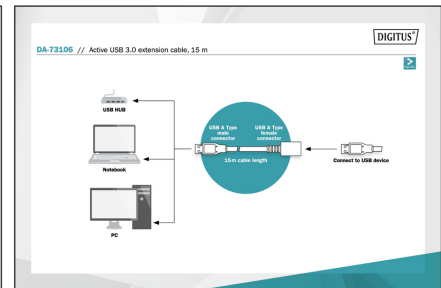 DIGITUS®
DA-73106 // Active USB 3.0 extension cable, 15 m
USB HUB
USB A Type
male
connector
USB A Type
female
connector
15m cable length
Notebook
Connect to USB device
PC